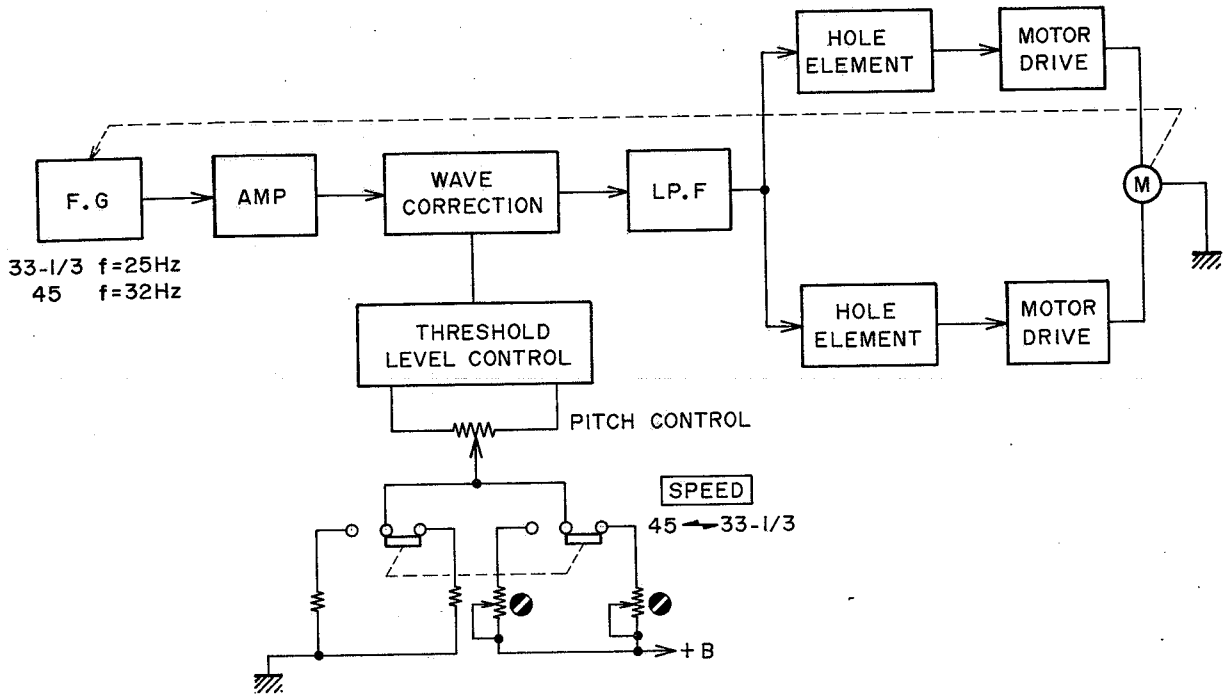 HOLE
ELEMENT
MOTOR
DRIVE
F.G
AMP
WAVE
CORRECTION
LP.F
M
33-1/3 f=25Hz
45 f=32Hz
HOLE
ELEMENT
MOTOR
DRIVE
THRESHOLD
LEVEL CONTROL
PITCH CONTROL
SPEED
45 33-1/3
+B